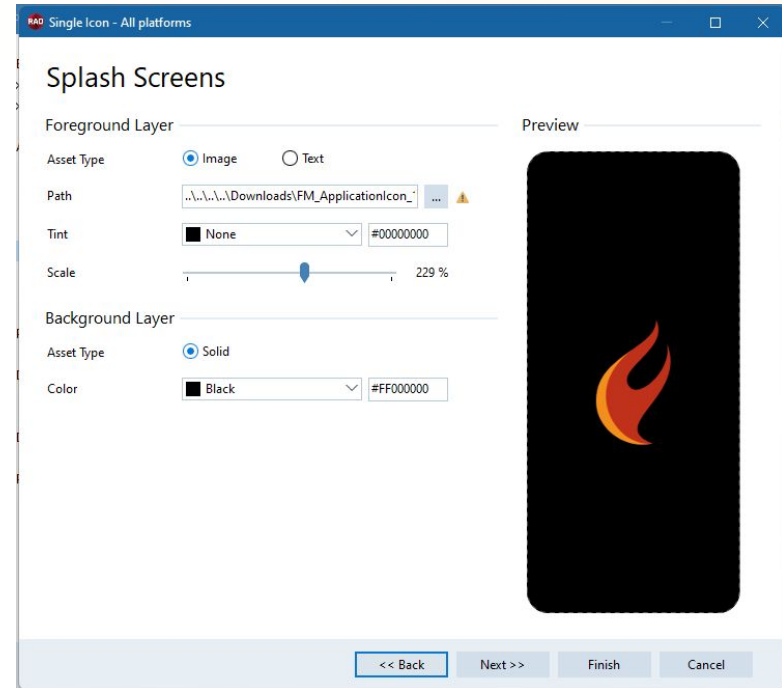 RAD Single Icon - All platforms
Splash Screens
Foreground Layer
Asset Type Image Text
Path ..\..\..\..\Downloads\FM_ApplicationIcon_ ...
Tint None #00000000
Scale 229 %
Background Layer
Asset Type Solid
Color Black #FF000000
Preview
<< Back Next >> Finish Cancel